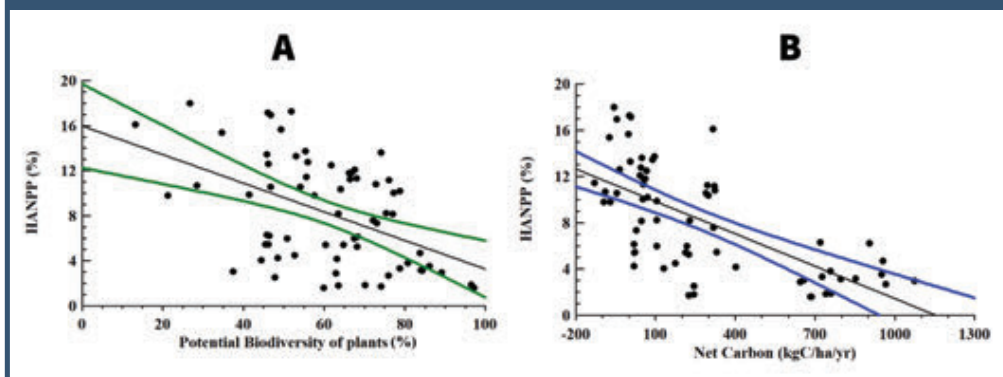 A
HANPP (%)
20
16
12
8
4
0
0 20 40 60 80 100
Potential Biodiversity of plants (%)
B
HANPP (%)
20
16
12
8
4
0
-200 100 400 700 1000 1300
Net Carbon (kgC/ha/yr)